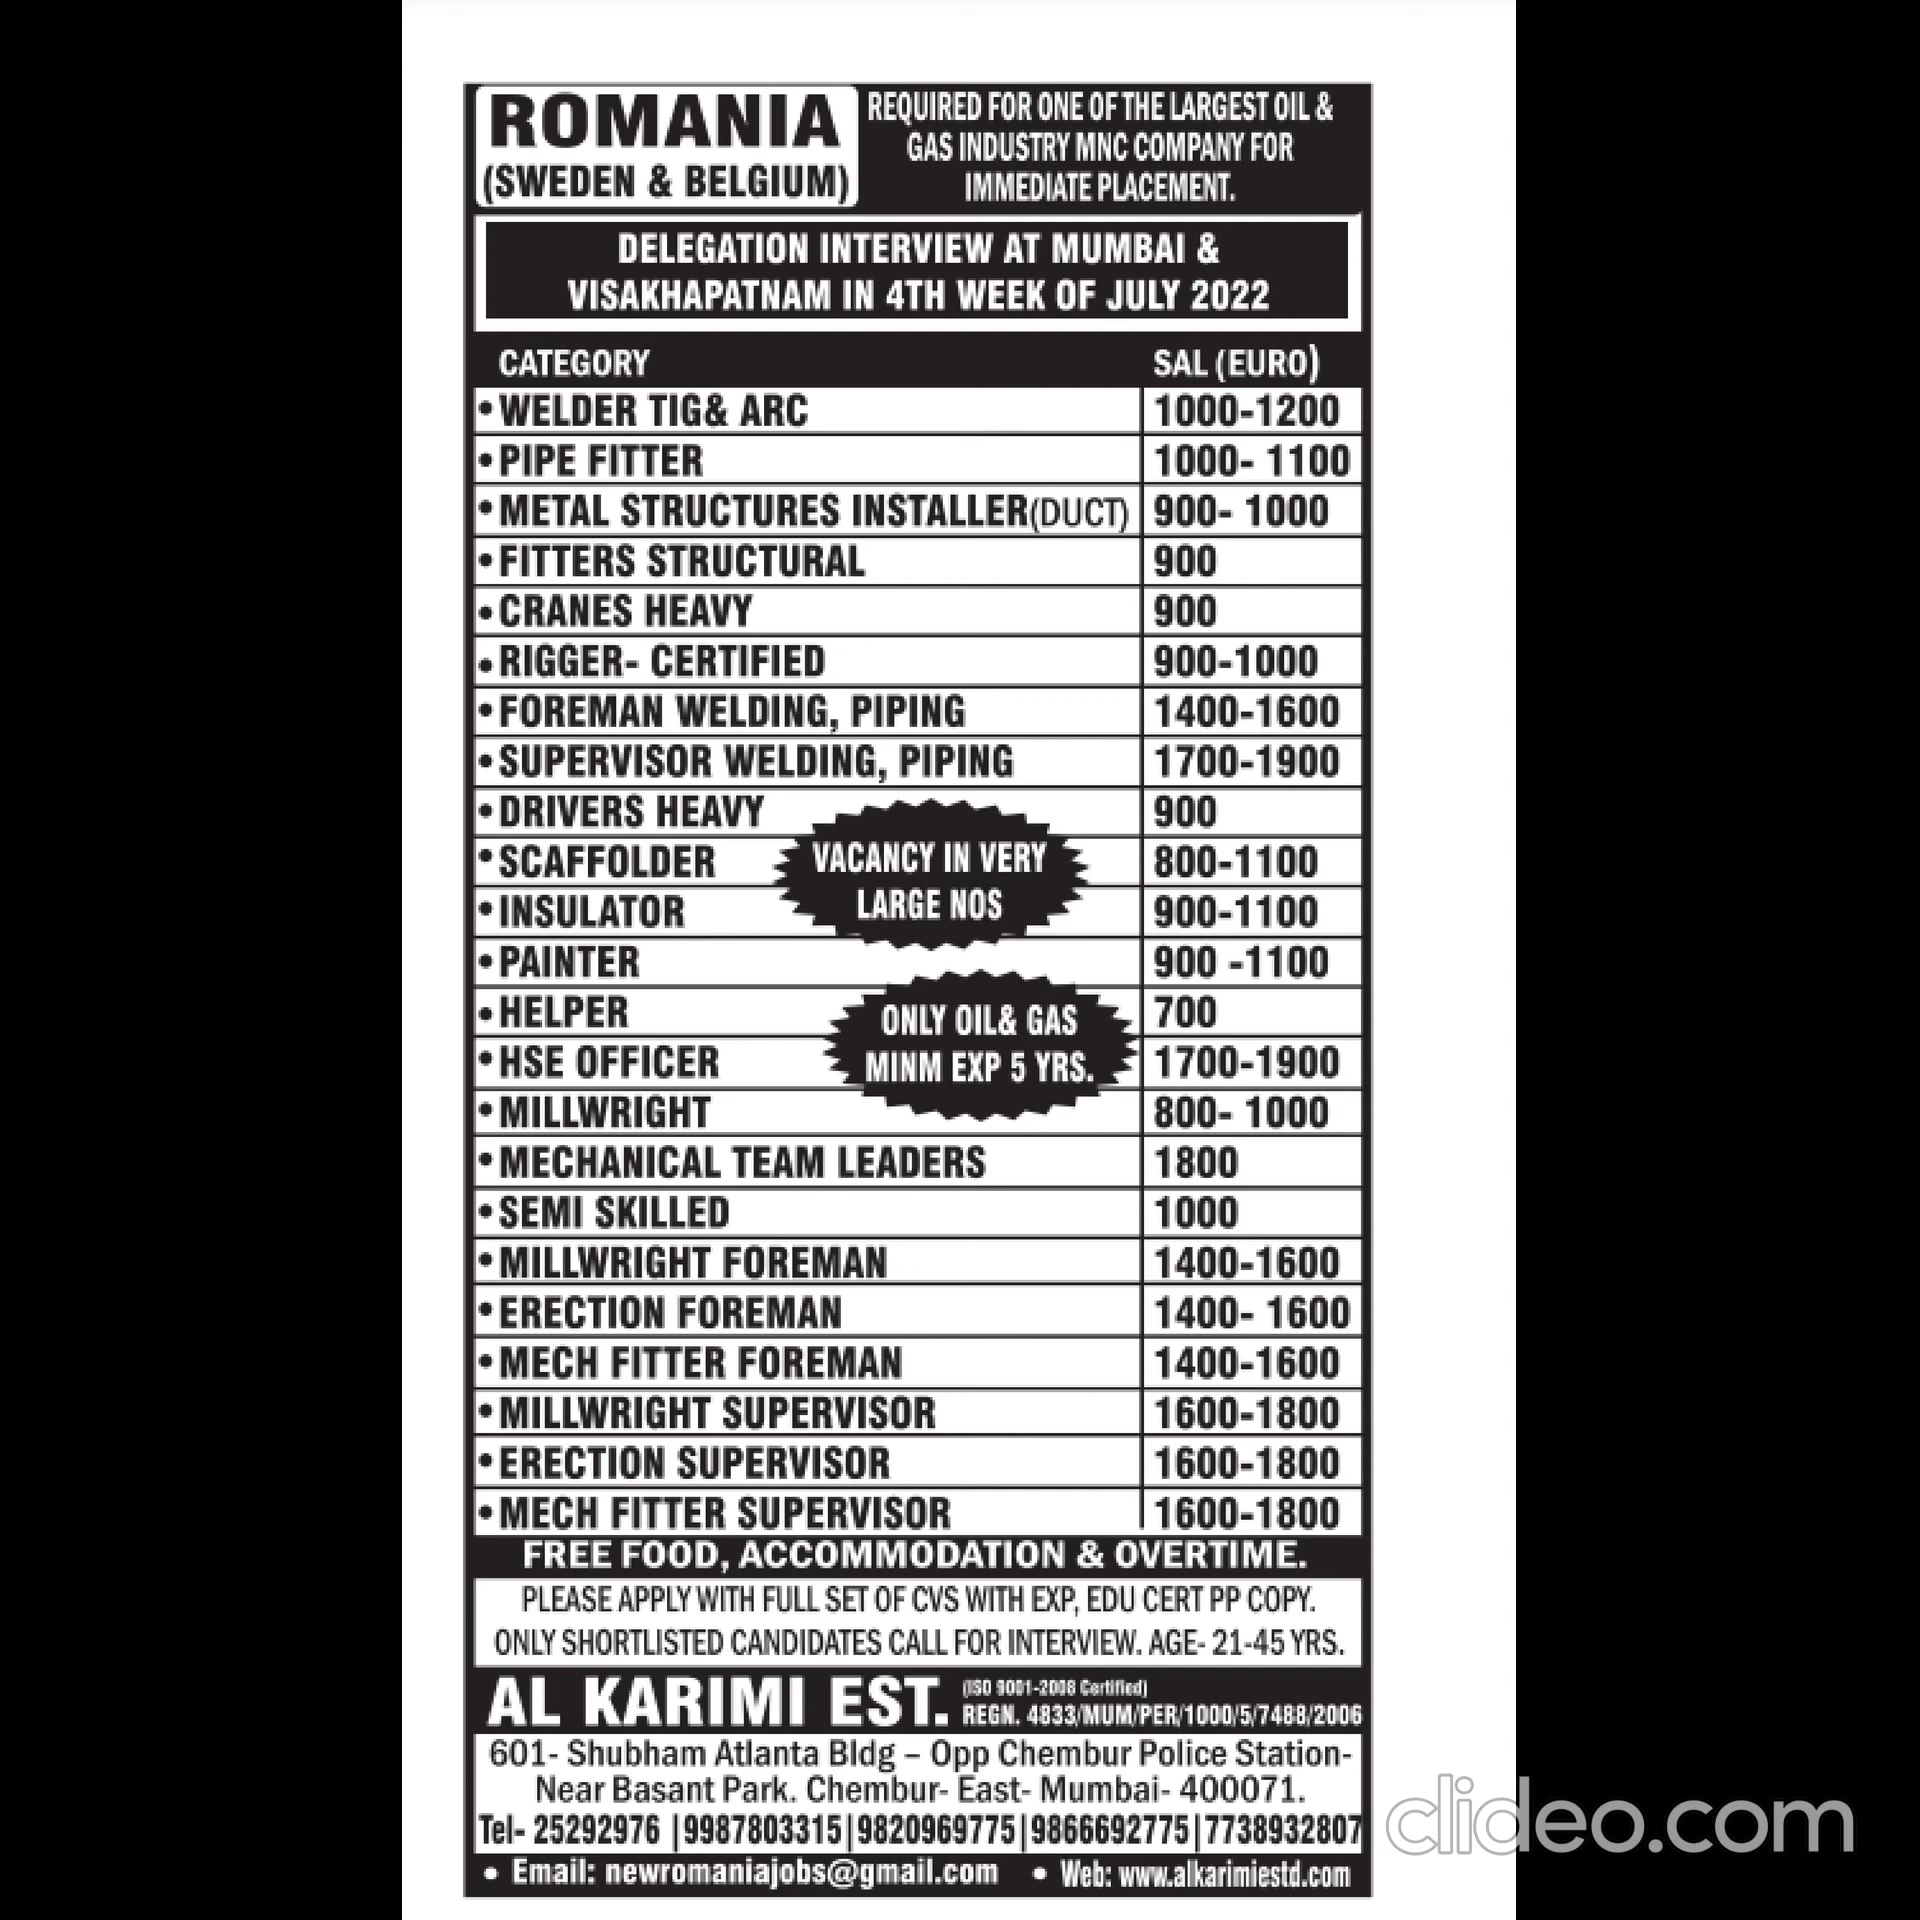 ROMANIA
(SWEDEN & BELGIUM)
REQUIRED FOR ONE OF THE LARGEST OIL &
GAS INDUSTRY MNC COMPANY FOR
IMMEDIATE PLACEMENT.
DELEGATION INTERVIEW AT MUMBAI &
VISAKHAPATNAM IN 4TH WEEK OF JULY 2022
CATEGORY SAL (EURO)
• WELDER TIG& ARC 1000-1200
• PIPE FITTER 1000- 1100
• METAL STRUCTURES INSTALLER(DUCT) 900- 1000
• FITTERS STRUCTURAL 900
• CRANES HEAVY 900
• RIGGER- CERTIFIED 900-1000
• FOREMAN WELDING, PIPING 1400-1600
• SUPERVISOR WELDING, PIPING 1700-1900
• DRIVERS HEAVY 900
• SCAFFOLDER 800-1100
• INSULATOR 900-1100
• PAINTER 900 -1100
• HELPER 700
• HSE OFFICER 1700-1900
• MILLWRIGHT 800- 1000
• MECHANICAL TEAM LEADERS 1800
• SEMI SKILLED 1000
• MILLWRIGHT FOREMAN 1400-1600
• ERECTION FOREMAN 1400- 1600
• MECH FITTER FOREMAN 1400-1600
• MILLWRIGHT SUPERVISOR 1600-1800
• ERECTION SUPERVISOR 1600-1800
• MECH FITTER SUPERVISOR 1600-1800
VACANCY IN VERY
LARGE NOS
ONLY OIL& GAS
MINM EXP 5 YRS.
FREE FOOD, ACCOMMODATION & OVERTIME.
PLEASE APPLY WITH FULL SET OF CVS WITH EXP, EDU CERT PP COPY.
ONLY SHORTLISTED CANDIDATES CALL FOR INTERVIEW. AGE- 21-45 YRS.
AL KARIMI EST.
(ISO 9001-2008 Certified)
REGN. 4833/MUM/PER/1000/5/7488/2006
601- Shubham Atlanta Bldg – Opp Chembur Police Station-
Near Basant Park. Chembur- East- Mumbai- 400071.
Tel- 25292976 |9987803315|9820969775|9866692775|7738932807
• Email: newromaniajobs@gmail.com • Web: www.alkarimiestd.com
clideo.com